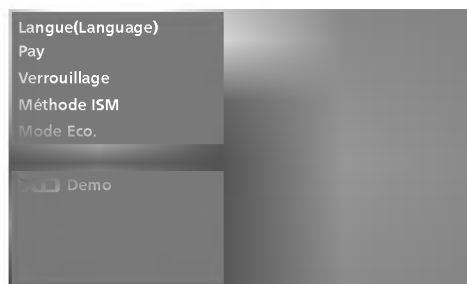 Langue(Language)
Pay
Verrouillage
Méthode ISM
Mode Eco.
XD Demo